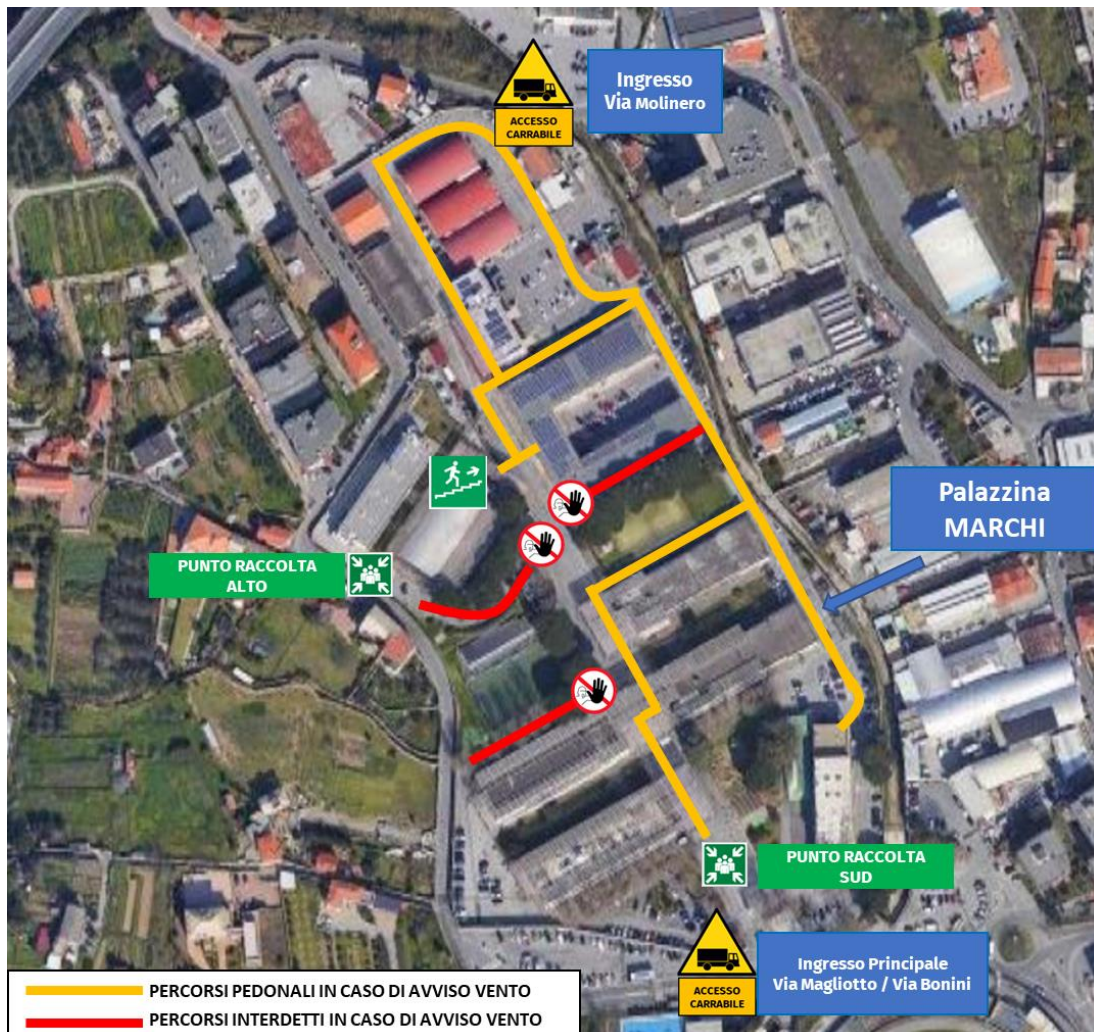 Ingresso
Via Molinero
ACCESSO
CARRABILE
Palazzina
MARCHI
PUNTO RACCOLTA
ALTO
PUNTO RACCOLTA
SUD
ACCESSO
CARRABILE
Ingresso Principale
Via Magliotto / Via Bonini
PERCORSI PEDONALI IN CASO DI AVVISO VENTO
PERCORSI INTERDETTI IN CASO DI AVVISO VENTO